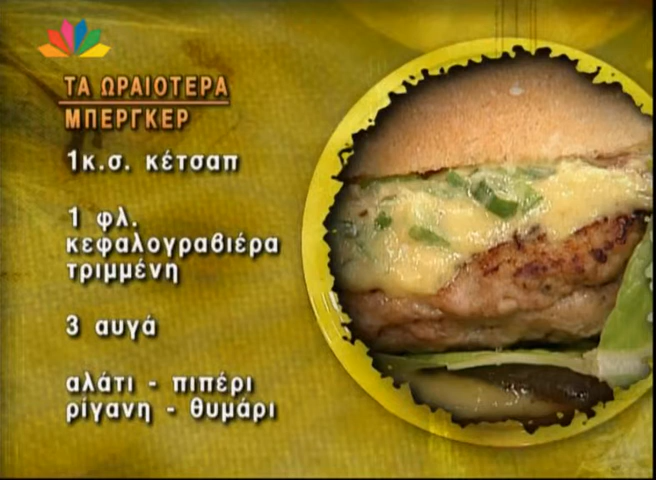 ΤΑ ΩΡΑΙΟΤΕΡΑ
ΜΠΕΡΓΚΕΡ
1κ.σ. κέτσαπ
1 φλ.
κεφαλογραβιέρα
τριμμένη
3 αυγά
αλάτι - πιπέρι
ρίγανη - θυμάρι